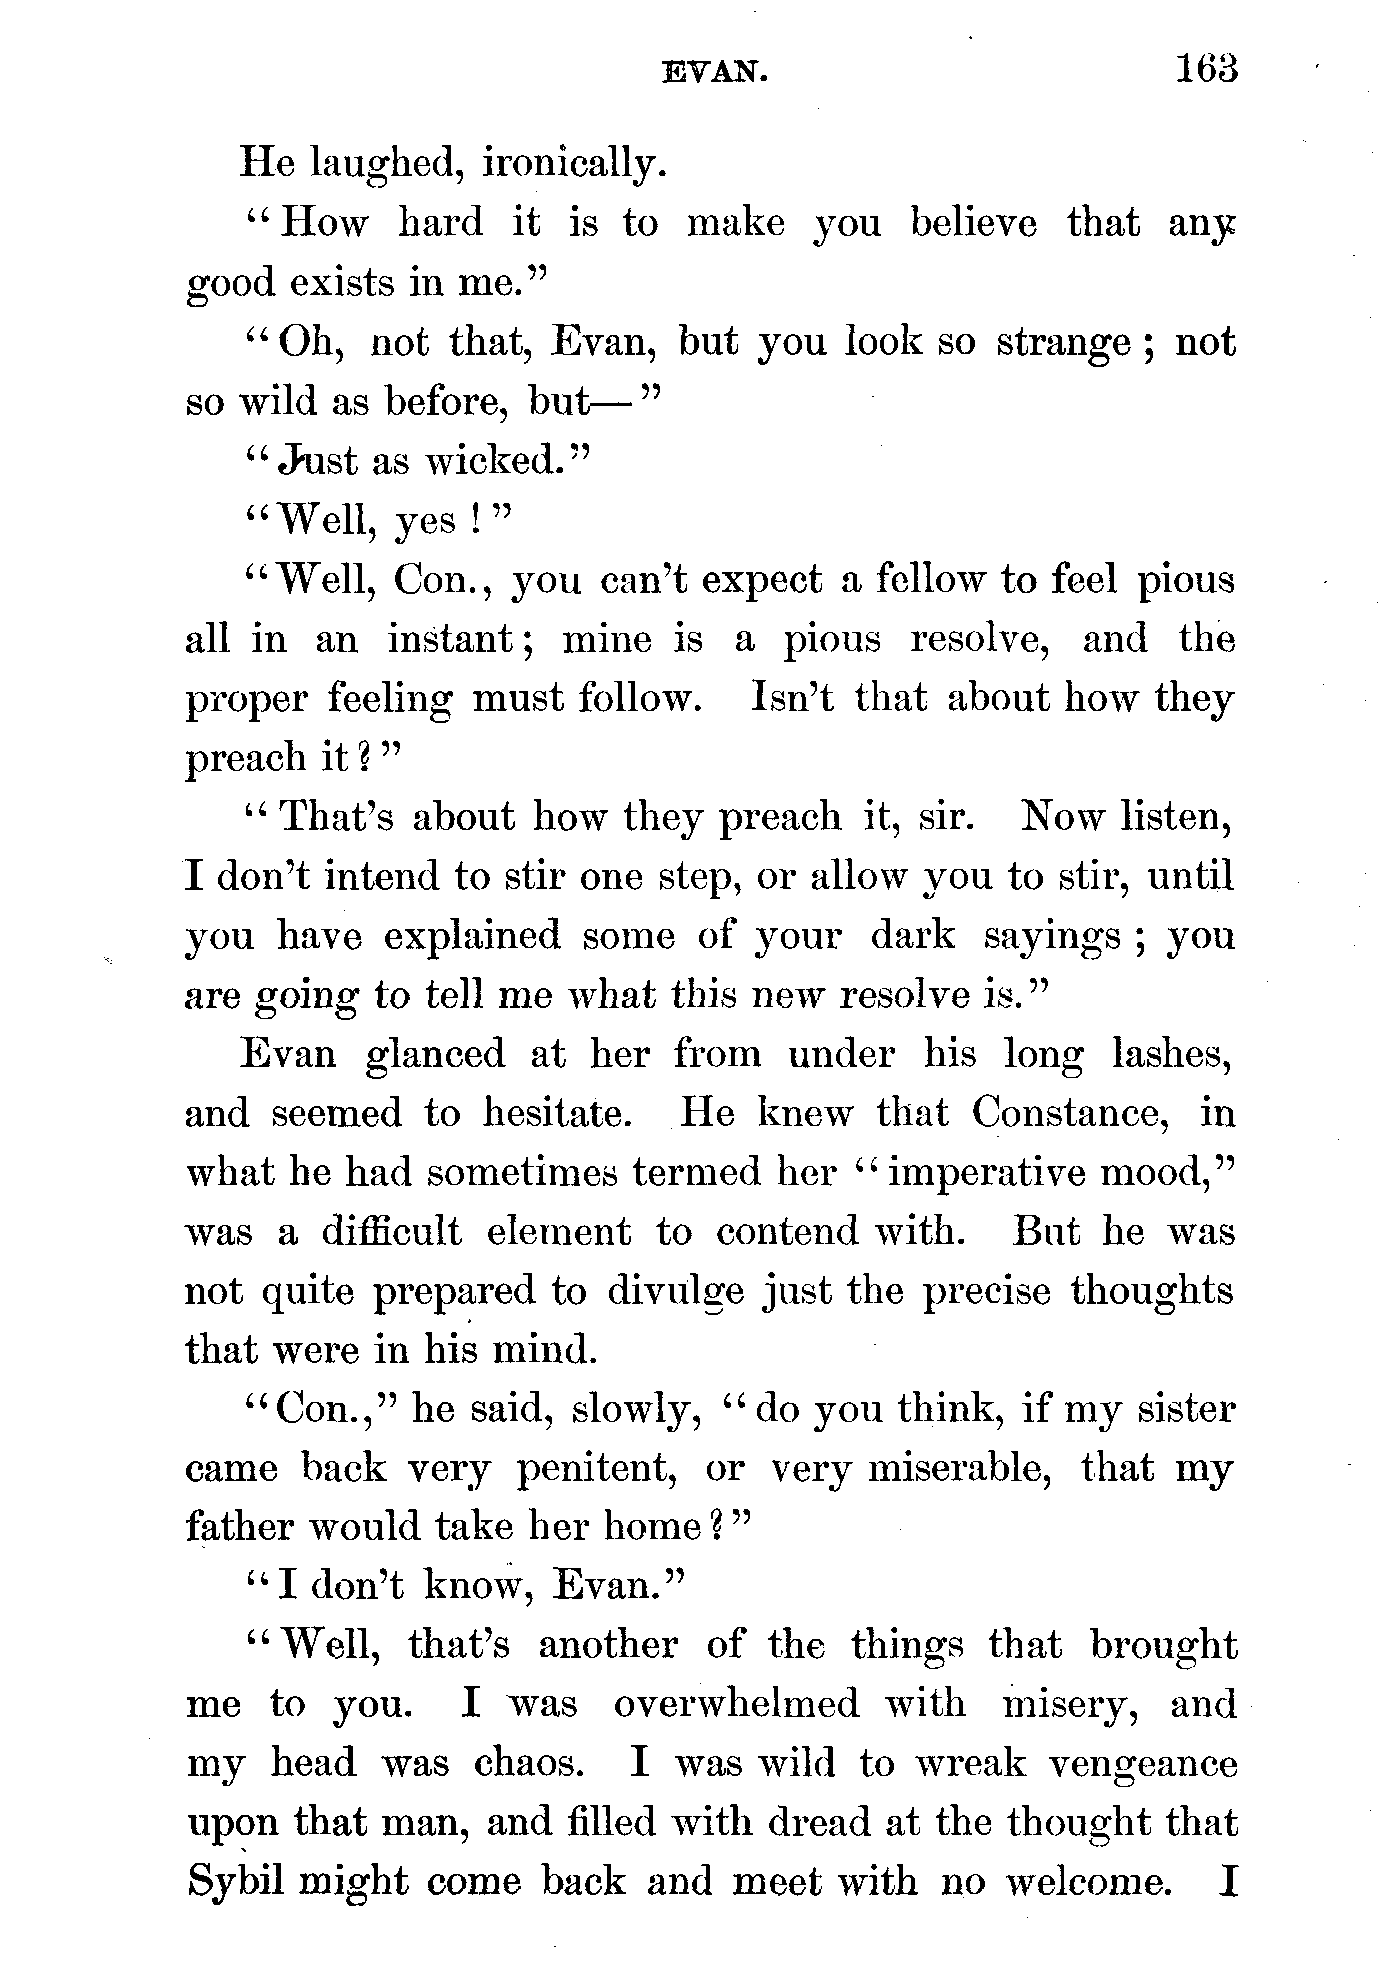 EVAN. 163
He laughed, ironically.
"How hard it is to make you believe that any
good exists in me."
"Oh, not that, Evan, but you look so strange; not
so wild as before, but—"
"Just as wicked."
"Well, yes!"
"Well, Con., you can't expect a fellow to feel pious
all in an instant; mine is a pious resolve, and the
proper feeling must follow. Isn't that about how they
preach it?"
"That's about how they preach it, sir. Now listen,
I don't intend to stir one step, or allow you to stir, until
you have explained some of your dark sayings; you
are going to tell me what this new resolve is."
Evan glanced at her from under his long lashes,
and seemed to hesitate. He knew that Constance, in
what he had sometimes termed her "imperative mood,"
was a difficult element to contend with. But he was
not quite prepared to divulge just the precise thoughts
that were in his mind.
"Con.," he said, slowly, "do you think, if my sister
came back very penitent, or very miserable, that my
father would take her home?"
"I don't know, Evan."
"Well, that's another of the things that brought
me to you. I was overwhelmed with misery, and
my head was chaos. I was wild to wreak vengeance
upon that man, and filled with dread at the thought that
Sybil might come back and meet with no welcome. I